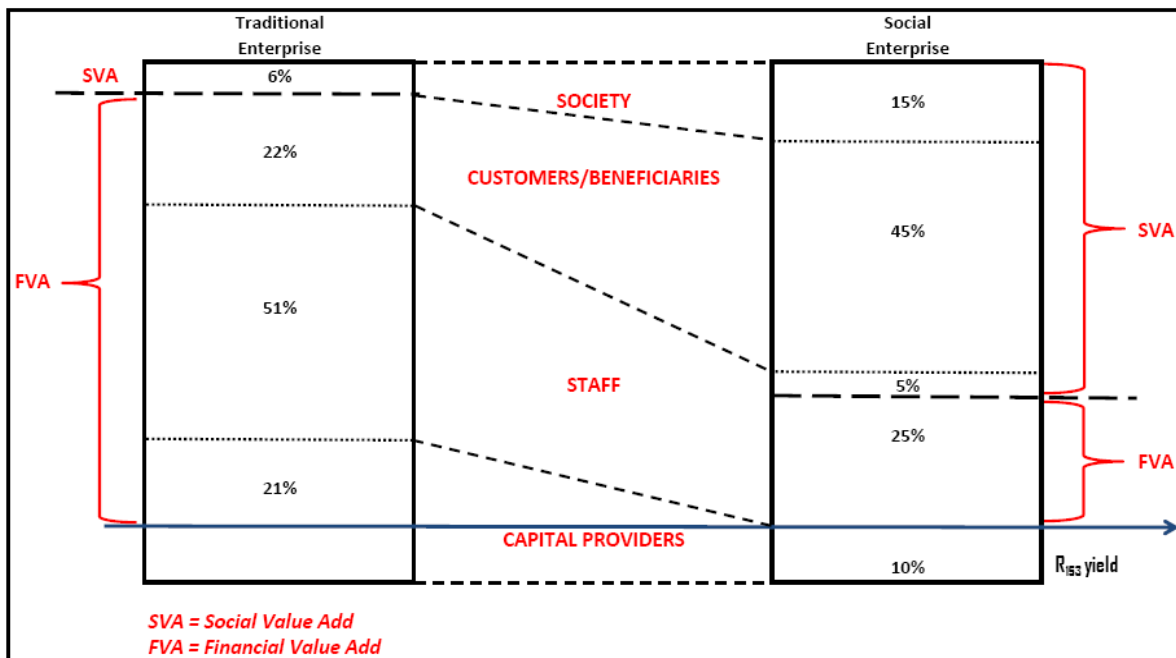 Traditional
Enterprise
Social
Enterprise
SVA
6%
SOCIETY
15%
22%
CUSTOMERS/BENEFICIARIES
45%
SVA
FVA
51%
STAFF
5%
25%
FVA
21%
CAPITAL PROVIDERS
10%
R153 yield
SVA = Social Value Add
FVA = Financial Value Add